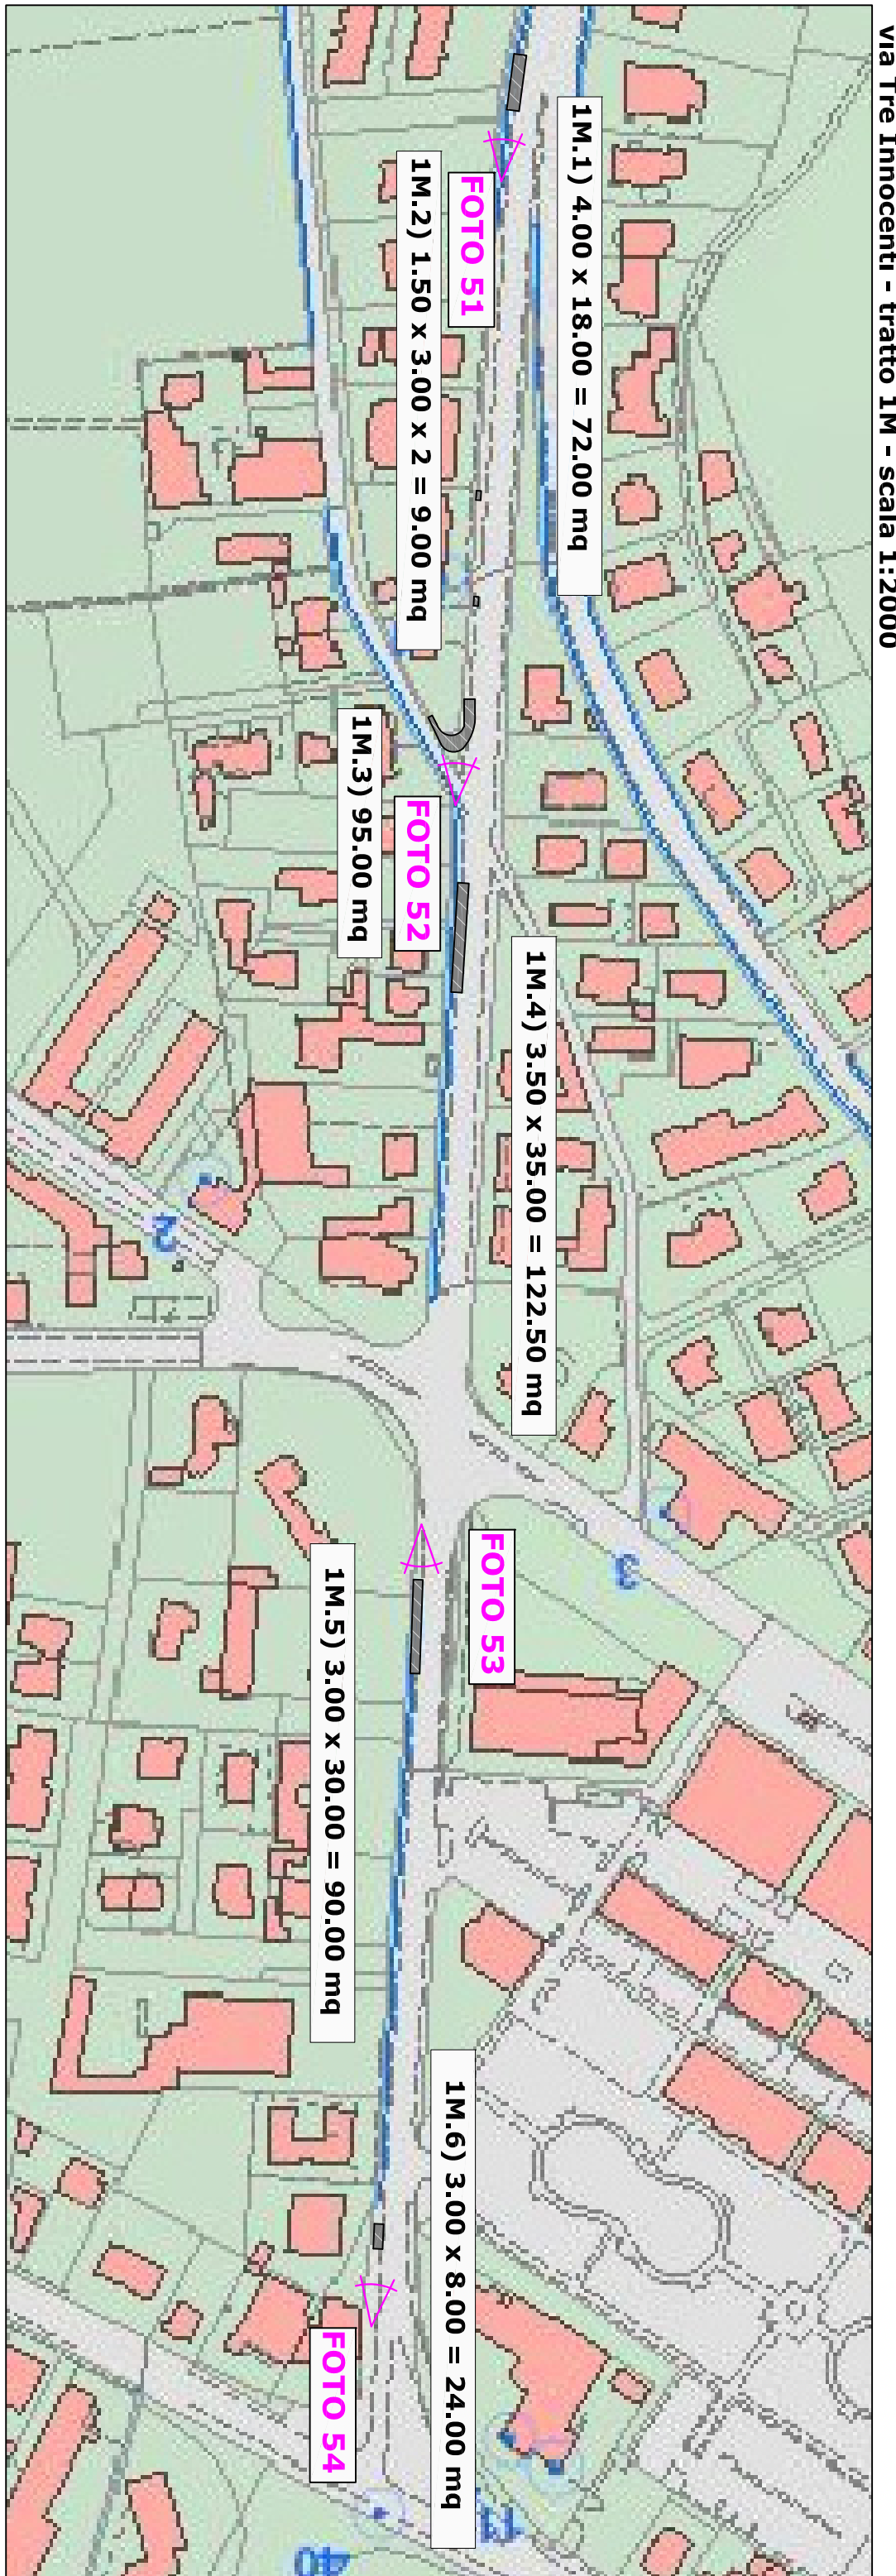 via Tre Innocenti - tratto 1M - scala 1:2000
1M.1) 4.00 x 18.00 = 72.00 mq
FOTO 51
1M.2) 1.50 x 3.00 x 2 = 9.00 mq
1M.3) 95.00 mq
FOTO 52
1M.4) 3.50 x 35.00 = 122.50 mq
2
3
FOTO 53
1M.5) 3.00 x 30.00 = 90.00 mq
1M.6) 3.00 x 8.00 = 24.00 mq
FOTO 54